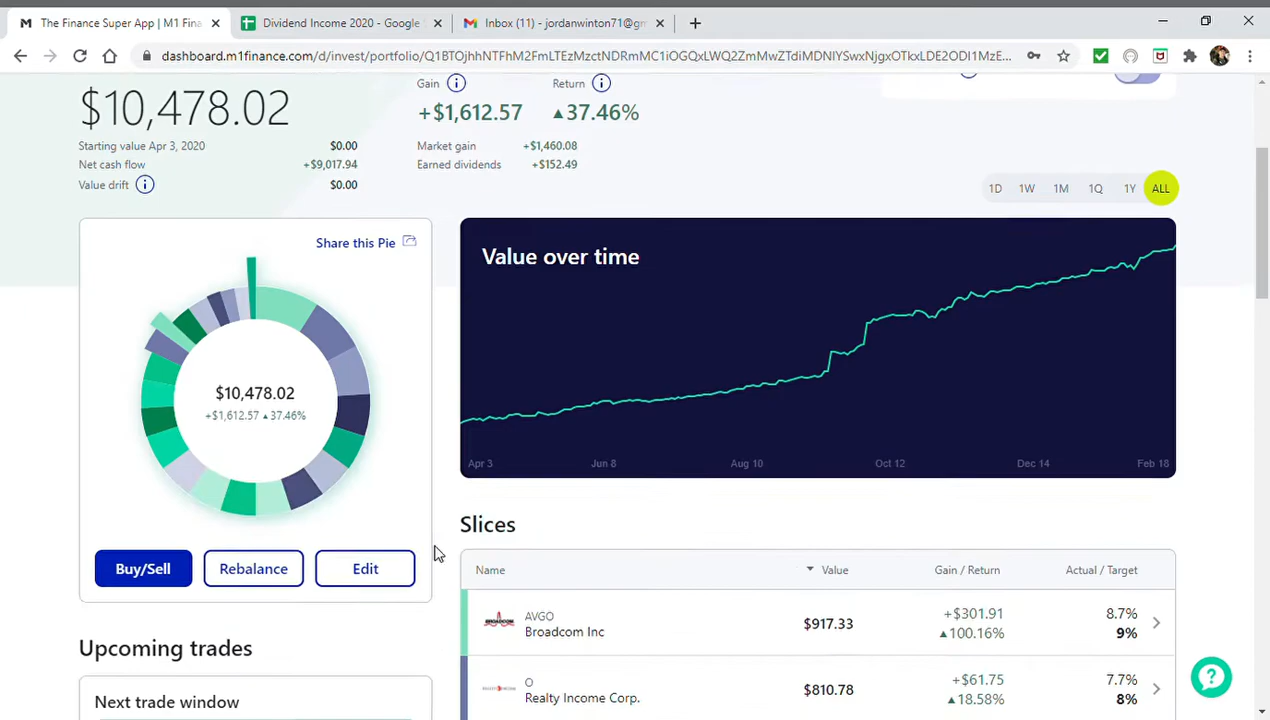 The Finance Super App | M1 Fina
Dividend Income 2020 - Google
Inbox (11) - jordanwinton71@gm
dashboard.m1finance.com/d/invest/portfolio/Q1BTOjhhNTFhM2FmLTEzMzctNDRmMC1iOGQxLWQ2ZmMwZTdiMDNlYSwxNjgxOTkxLDE2ODI1MzE...
$10,478.02
Gain
+$1,612.57
Return
▲37.46%
Starting value Apr 3, 2020 $0.00
Net cash flow +$9,017.94
Value drift $0.00
Market gain +$1,460.08
Earned dividends +$152.49
1D 1W 1M 1Q 1Y ALL
Share this Pie
$10,478.02
+$1,612.57 ▲37.46%
Buy/Sell Rebalance Edit
Value over time
Apr 3 Jun 8 Aug 10 Oct 12 Dec 14 Feb 18
Slices
Name Value Gain / Return Actual / Target
AVGO
Broadcom Inc
$917.33
+$301.91
▲100.16%
8.7%
9%
O
Realty Income Corp.
$810.78
+$61.75
▲18.58%
7.7%
8%
Upcoming trades
Next trade window